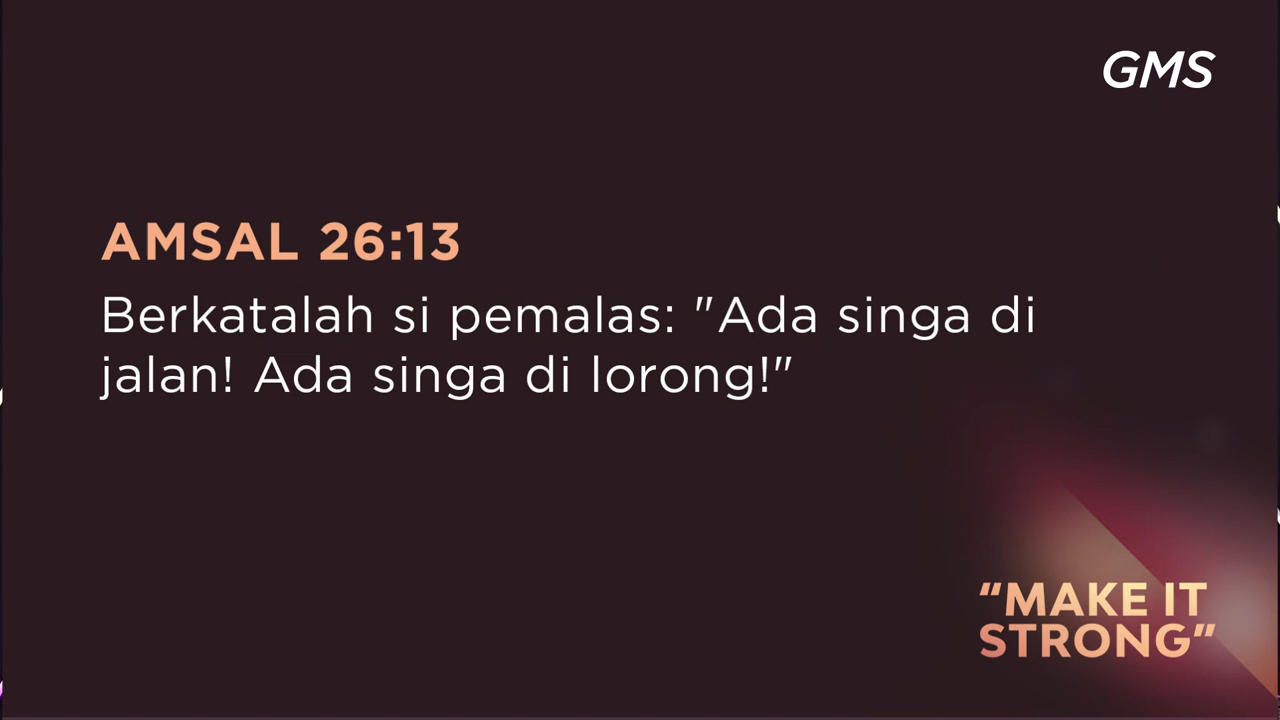 GMS
AMSAL 26:13
Berkatalah si pemalas: "Ada singa di
jalan! Ada singa di lorong!"
“MAKE IT
STRONG”